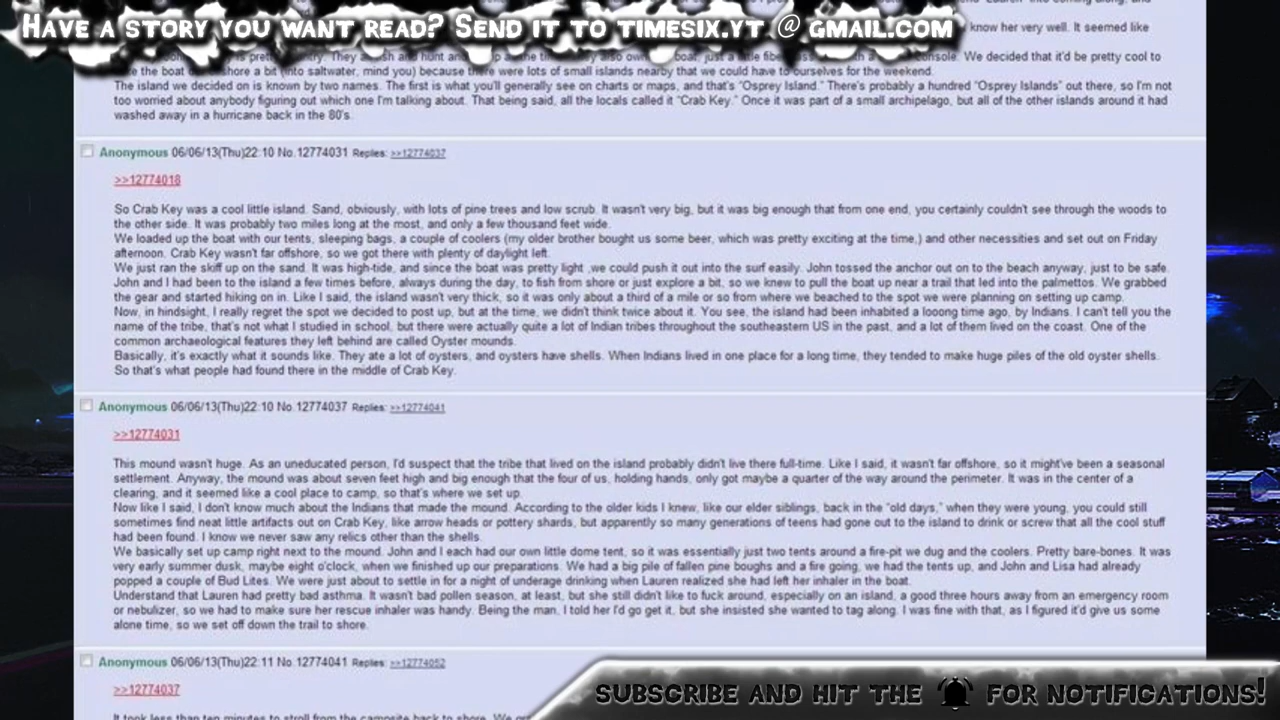 HAVE A STORY YOU WANT READ? SEND IT TO TIMESIX.YT @ GMAIL.COM
know her very well. It seemed like
console. We decided that it'd be pretty cool to
the boat shore a bit (into saltwater, mind you) because there were lots of small islands nearby that we could have to ourselves for the weekend.
The island we decided on is known by two names. The first is what you'll generally see on charts or maps, and that's "Osprey Island." There's probably a hundred "Osprey Islands" out there, so I'm not
too worried about anybody figuring out which one I'm talking about. That being said, all the locals called it "Crab Key." Once it was part of a small archipelago, but all of the other islands around it had
washed away in a hurricane back in the 80's.
Anonymous 06/06/13(Thu)22:10 No.12774031 Replies: >>12774037
>>12774018
So Crab Key was a cool little island. Sand, obviously, with lots of pine trees and low scrub. It wasn't very big, but it was big enough that from one end, you certainly couldn't see through the woods to
the other side. It was probably two miles long at the most, and only a few thousand feet wide.
We loaded up the boat with our tents, sleeping bags, a couple of coolers (my older brother bought us some beer, which was pretty exciting at the time,) and other necessities and set out on Friday
afternoon. Crab Key wasn't far offshore, so we got there with plenty of daylight left.
We just ran the skiff up on the sand. It was high-tide, and since the boat was pretty light ,we could push it out into the surf easily. John tossed the anchor out on to the beach anyway, just to be safe.
John and I had been to the island a few times before, always during the day, to fish from shore or just explore a bit, so we knew to pull the boat up near a trail that led into the palmettos. We grabbed
the gear and started hiking on in. Like I said, the island wasn't very thick, so it was only about a third of a mile or so from where we beached to the spot we were planning on setting up camp.
Now, in hindsight, I really regret the spot we decided to post up, but at the time, we didn't think twice about it. You see, the island had been inhabited a looong time ago, by Indians. I can't tell you the
name of the tribe, that's not what I studied in school, but there were actually quite a lot of Indian tribes throughout the southeastern US in the past, and a lot of them lived on the coast. One of the
common archaeological features they left behind are called Oyster mounds.
Basically, it's exactly what it sounds like. They ate a lot of oysters, and oysters have shells. When Indians lived in one place for a long time, they tended to make huge piles of the old oyster shells.
So that's what people had found there in the middle of Crab Key.
Anonymous 06/06/13(Thu)22:10 No.12774037 Replies: >>12774041
>>12774031
This mound wasn't huge. As an uneducated person, I'd suspect that the tribe that lived on the island probably didn't live there full-time. Like I said, it wasn't far offshore, so it might've been a seasonal
settlement. Anyway, the mound was about seven feet high and big enough that the four of us, holding hands, only got maybe a quarter of the way around the perimeter. It was in the center of a
clearing, and it seemed like a cool place to camp, so that's where we set up.
Now like I said, I don't know much about the Indians that made the mound. According to the older kids I knew, like our elder siblings, back in the "old days," when they were young, you could still
sometimes find neat little artifacts out on Crab Key, like arrow heads or pottery shards, but apparently so many generations of teens had gone out to the island to drink or screw that all the cool stuff
had been found. I know we never saw any relics other than the shells.
We basically set up camp right next to the mound. John and I each had our own little dome tent, so it was essentially just two tents around a fire-pit we dug and the coolers. Pretty bare-bones. It was
very early summer dusk, maybe eight o'clock, when we finished up our preparations. We had a big pile of fallen pine boughs and a fire going, we had the tents up, and John and Lisa had already
popped a couple of Bud Lites. We were just about to settle in for a night of underage drinking when Lauren realized she had left her inhaler in the boat.
Understand that Lauren had pretty bad asthma. It wasn't bad pollen season, at least, but she still didn't like to fuck around, especially on an island, a good three hours away from an emergency room
or nebulizer, so we had to make sure her rescue inhaler was handy. Being the man, I told her I'd go get it, but she insisted she wanted to tag along. I was fine with that, as I figured it'd give us some
alone time, so we set off down the trail to shore.
Anonymous 06/06/13(Thu)22:11 No.12774041 Replies: >>12774052
>>12774037
It took less than ten minutes to stroll from the campsite back to shore. We
SUBSCRIBE AND HIT THE FOR NOTIFICATIONS!